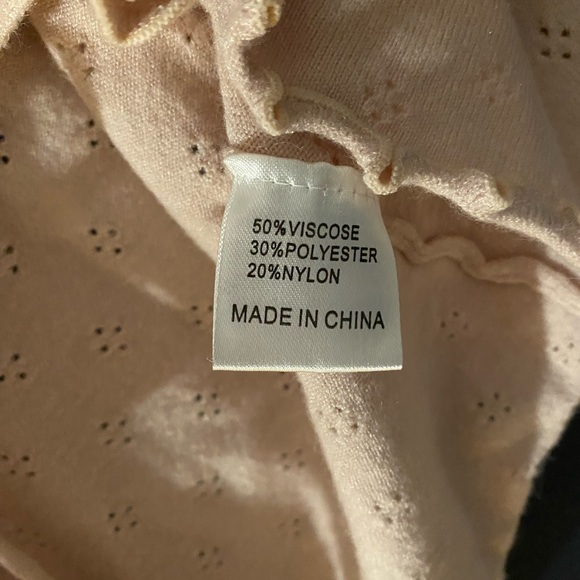 50%VISCOSE
30%POLYESTER
20%NYLON
MADE IN CHINA